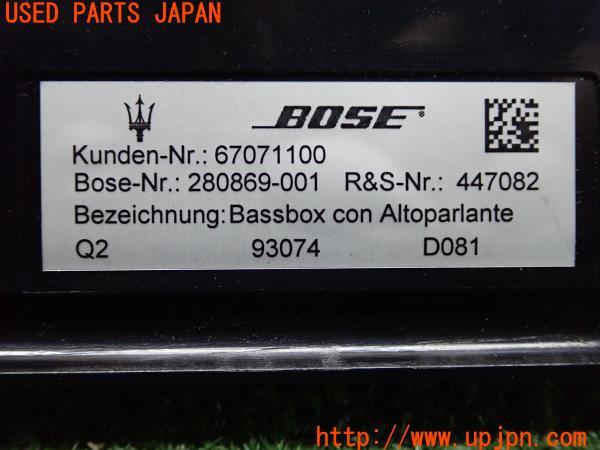 USED PARTS JAPAN
BOSE
Kunden-Nr.: 67071100
Bose-Nr.: 280869-001 R&S-Nr.: 447082
Bezeichnung: Bassbox con Altoparlante
Q2 93074 D081
http://www.upjpn.com/